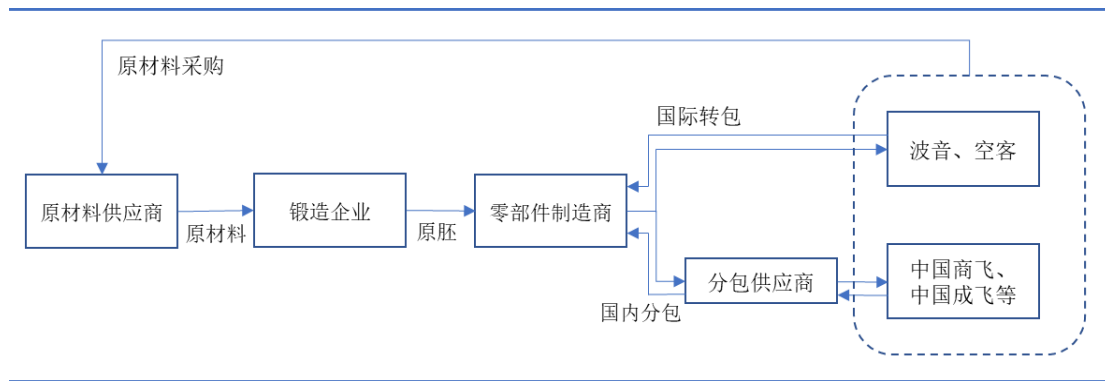 原材料采购
国际转包
波音、空客
原材料供应商
原材料
锻造企业
原胚
零部件制造商
国内分包
分包供应商
中国商飞、
中国成飞等